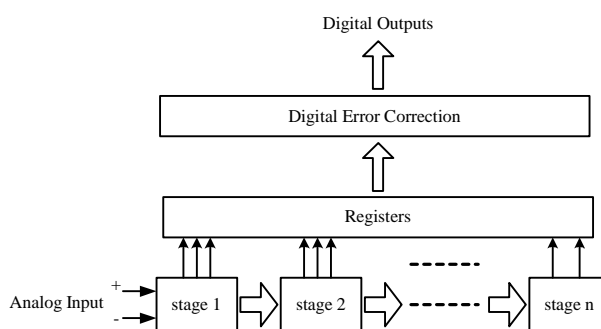 Digital Outputs
Digital Error Correction
Registers
Analog Input
+
-
stage 1
stage 2
stage n